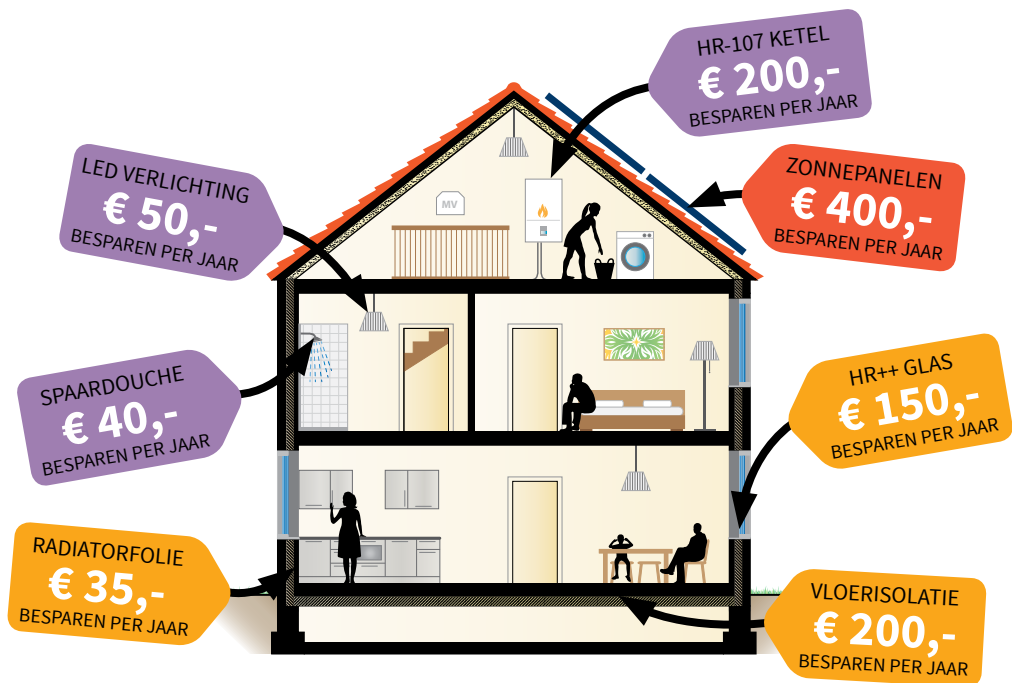 HR-107 KETEL
€ 200,-
BESPAREN PER JAAR
LED VERLICHTING
€ 50,-
BESPAREN PER JAAR
ZONNEPANELEN
€ 400,-
BESPAREN PER JAAR
MV
SPAARDOUCHE
€ 40,-
BESPAREN PER JAAR
HR++ GLAS
€ 150,-
BESPAREN PER JAAR
RADIATORFOLIE
€ 35,-
BESPAREN PER JAAR
VLOERISOLATIE
€ 200,-
BESPAREN PER JAAR